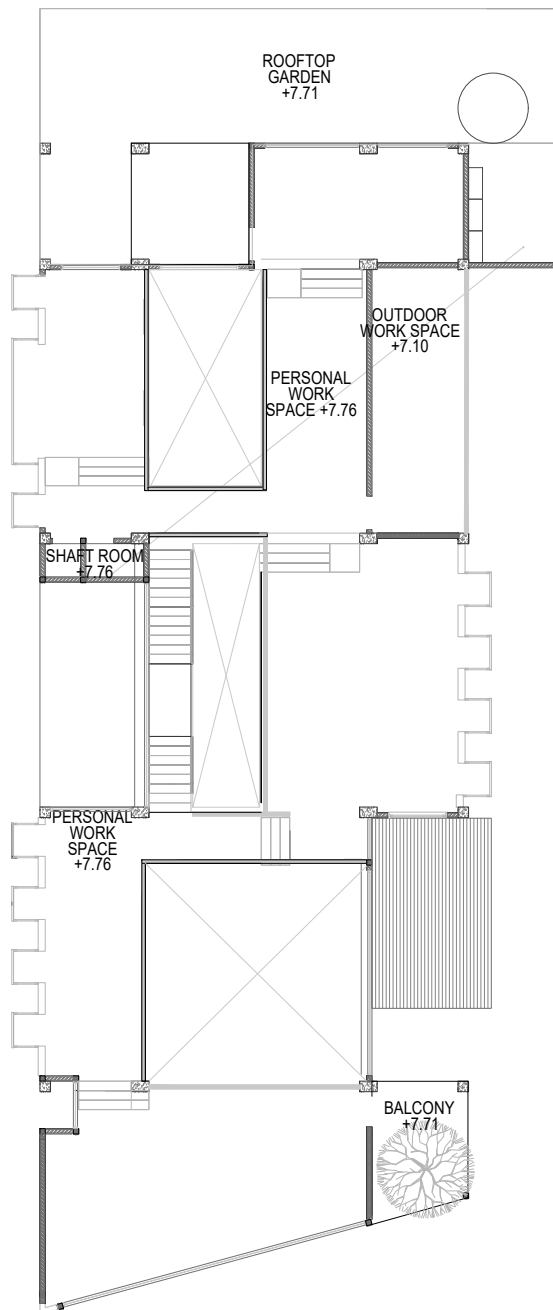 ROOFTOP
GARDEN
+7.71
OUTDOOR
WORK SPACE
+7.10
PERSONAL
WORK
SPACE +7.76
SHAFT ROOM
+7.76
PERSONAL
WORK
SPACE
+7.76
BALCONY
+7.71